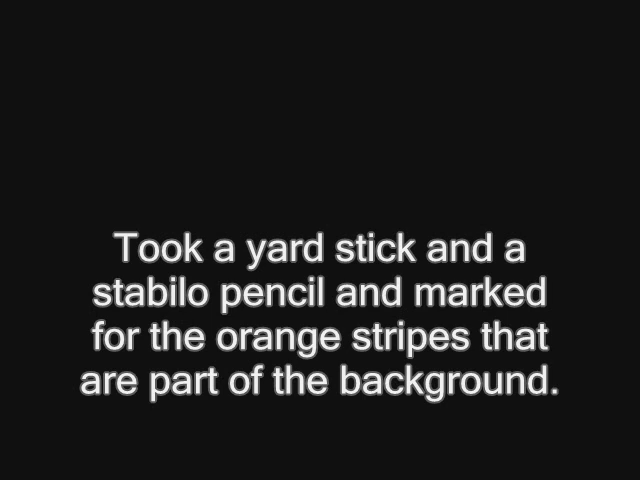 Took a yard stick and a
stabilo pencil and marked
for the orange stripes that
are part of the background.